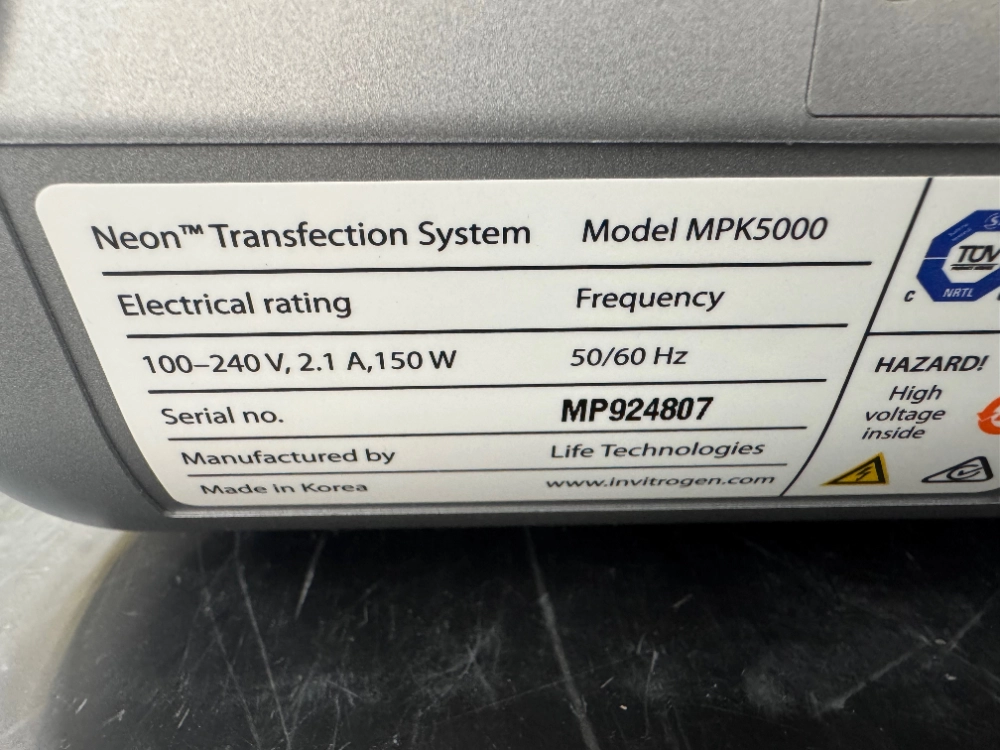 Neon™ Transfection System Model MPK5000
Electrical rating Frequency
100–240 V, 2.1 A,150 W 50/60 Hz
Serial no. MP924807
Manufactured by Life Technologies
Made in Korea www.invitrogen.com
TÜV
C
NRTL
HAZARD!
High
voltage
inside